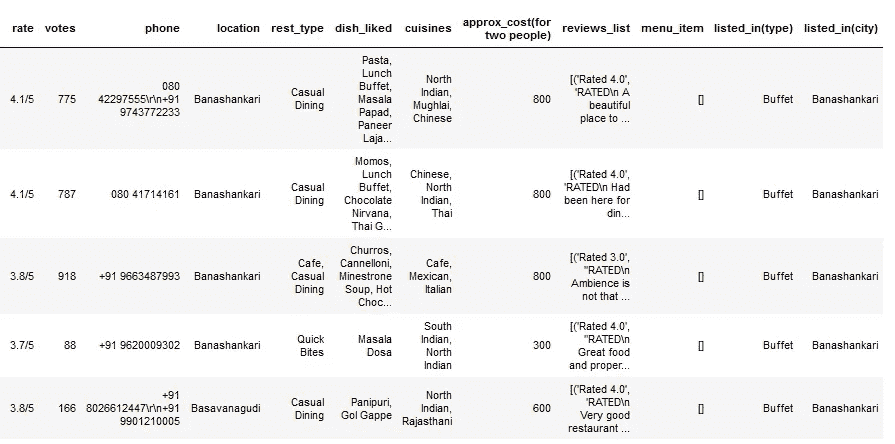 rate
votes
phone
location
rest_type
dish_liked
cuisines
approx_cost(for
two people)
reviews_list
menu_item
listed_in(type)
listed_in(city)
4.1/5
775
080
42297555\r\n+91
9743772233
Banashankari
Casual
Dining
Pasta,
Lunch
Buffet,
Masala
Papad,
Paneer
Laja...
North
Indian,
Mughlai,
Chinese
800
[('Rated 4.0',
'RATED\n A
beautiful
place to ...
[]
Buffet
Banashankari
4.1/5
787
080 41714161
Banashankari
Casual
Dining
Momos,
Lunch
Buffet,
Chocolate
Nirvana,
Thai G...
Chinese,
North
Indian,
Thai
800
[('Rated 4.0',
'RATED\n Had
been here for
din...
[]
Buffet
Banashankari
3.8/5
918
+91 9663487993
Banashankari
Cafe,
Casual
Dining
Churros,
Cannelloni,
Minestrone
Soup, Hot
Choc...
Cafe,
Mexican,
Italian
800
[('Rated 3.0',
"RATED\n
Ambience is
not that ...
[]
Buffet
Banashankari
3.7/5
88
+91 9620009302
Banashankari
Quick
Bites
Masala
Dosa
South
Indian,
North
Indian
300
[('Rated 4.0',
"RATED\n
Great food
and proper...
[]
Buffet
Banashankari
3.8/5
166
+91
8026612447\r\n+91
9901210005
Basavanagudi
Casual
Dining
Panipuri,
Gol Gappe
North
Indian,
Rajasthani
600
[('Rated 4.0',
'RATED\n
Very good
restaurant ...
[]
Buffet
Banashankari